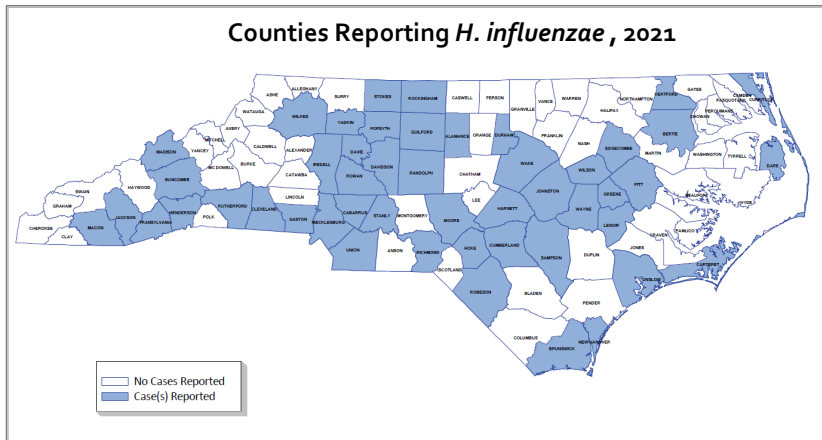 Counties Reporting H. influenzae , 2021
ALLEGHANY
ASHE
SURRY
STOKES
ROCKINGHAM
CASWELL
PERSON
GRANVILLE
VANCE
WARREN
NORTHAMPTON
HERTFORD
GATES
CAMDEN
PASQUOTANK
CURRITUCK
PERQUIMANS
CHOWAN
HALIFAX
WATAUGA
WILKES
YADKIN
FORSYTH
GUILFORD
ALAMANCE
ORANGE
DURHAM
FRANKLIN
NASH
EDGECOMBE
BERTIE
MARTIN
WASHINGTON
TYRRELL
DARE
MITCHELL
AVERY
CALDWELL
ALEXANDER
DAVIE
IREDELL
DAVIDSON
RANDOLPH
CHATHAM
WAKE
WILSON
PITT
MADISON
YANCEY
MC DOWELL
BURKE
CATAWBA
ROWAN
JOHNSTON
GREENE
BEAUFORT
HYDE
SWAIN
HAYWOOD
BUNCOMBE
LINCOLN
LEE
HARNETT
WAYNE
LENOIR
CRAVEN
PAMLICO
GRAHAM
JACKSON
HENDERSON
RUTHERFORD
CLEVELAND
GASTON
MECKLENBURG
CABARRUS
STANLY
MONTGOMERY
MOORE
CHEROKEE
CLAY
MACON
TRANSYLVANIA
POLK
UNION
ANSON
RICHMOND
HOKE
CUMBERLAND
SAMPSON
DUPLIN
JONES
CARTERET
ONSLOW
SCOTLAND
ROBESON
BLADEN
PENDER
COLUMBUS
BRUNSWICK
NEW HANOVER
No Cases Reported
Case(s) Reported